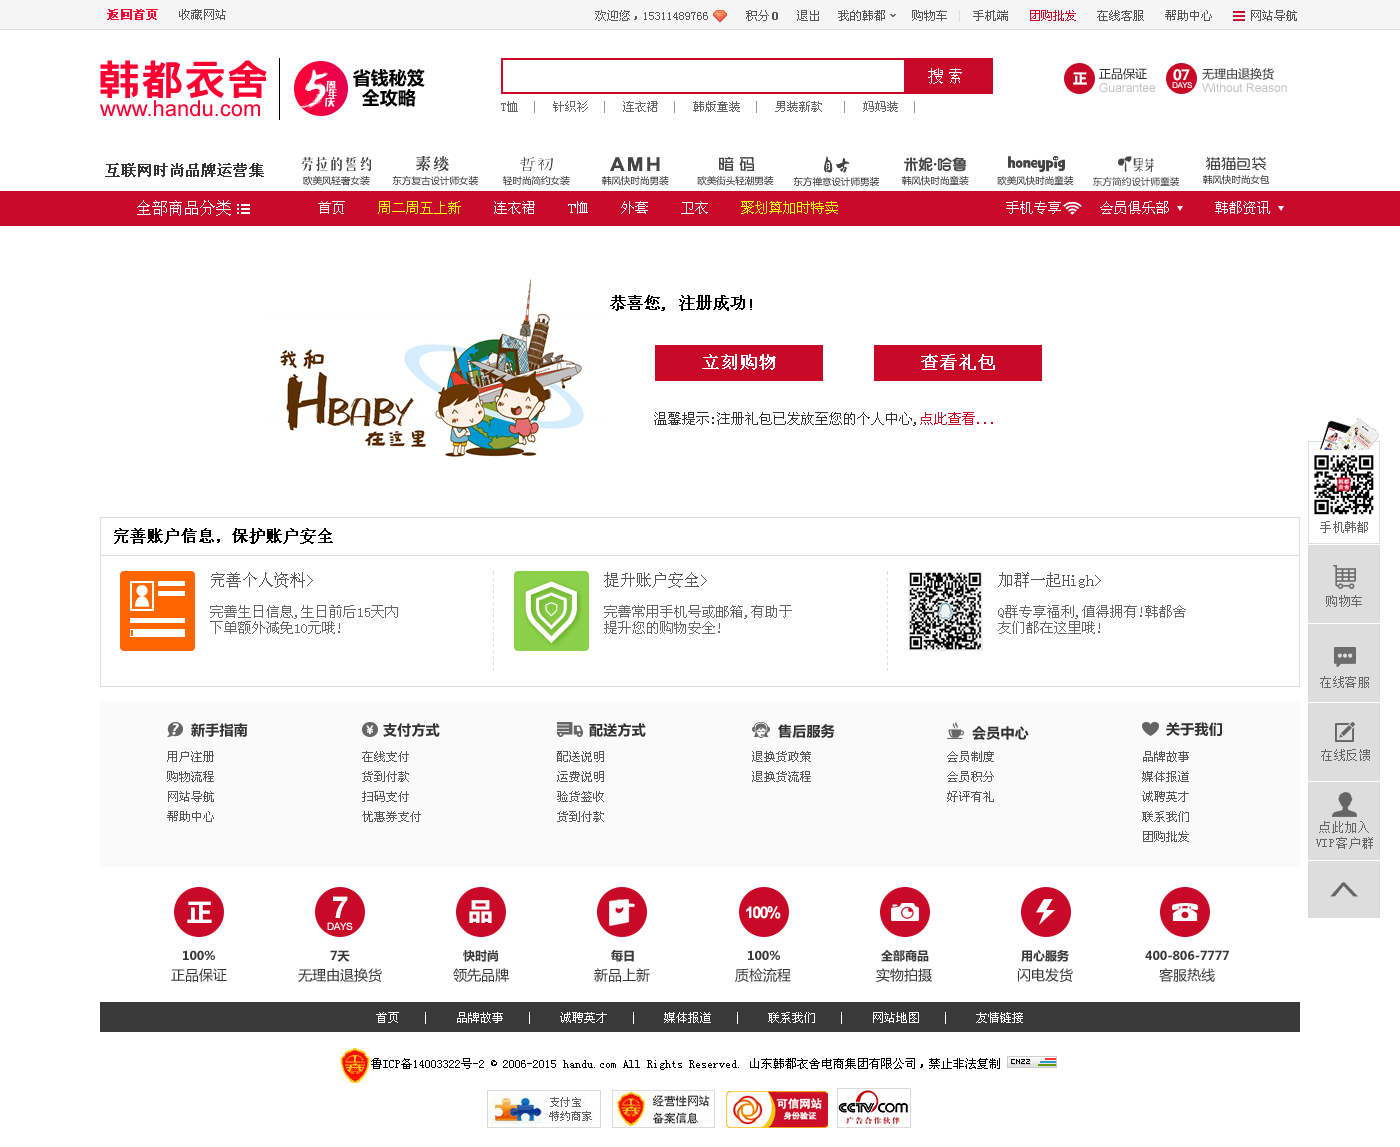 返回首页 收藏网站 欢迎您，15311489766 积分0 退出 我的韩都 购物车 手机端 团购批发 在线客服 帮助中心 网站导航
韩都衣舍
www.handu.com
5周年庆
省钱秘笈
全攻略
搜 索
T恤 | 针织衫 | 连衣裙 | 韩版童装 | 男装新款 | 妈妈装 |
正 正品保证
Guarantee
07 DAYS 无理由退换货
Without Reason
互联网时尚品牌运营集
劳拉的誓约 素缕 哲初 AMH 暗码 自古 米妮·哈鲁 honeypig 果芽 猫猫包袋
欧美风轻奢女装 东方复古设计师女装 轻时尚简约女装 韩风快时尚男装 欧美街头轻潮男装 东方禅意设计师男装 韩风快时尚童装 欧美风快时尚童装 东方简约设计师童装 韩风快时尚女包
全部商品分类 首页 周二周五上新 连衣裙 T恤 外套 卫衣 聚划算加时特卖 手机专享 会员俱乐部 韩都资讯
恭喜您, 注册成功!
我和
HBABY
在这里
立刻购物 查看礼包
温馨提示:注册礼包已发放至您的个人中心,点此查看...
手机韩都
购物车
在线客服
在线反馈
点此加入
VIP客户群
完善账户信息，保护账户安全
完善个人资料>
完善生日信息,生日前后15天内
下单额外减免10元哦!
提升账户安全>
完善常用手机号或邮箱,有助于
提升您的购物安全!
加群一起High>
Q群专享福利,值得拥有!韩都舍
友们都在这里哦!
新手指南 支付方式 配送方式 售后服务 会员中心 关于我们
用户注册 在线支付 配送说明 退换货政策 会员制度 品牌故事
购物流程 货到付款 运费说明 退换货流程 会员积分 媒体报道
网站导航 扫码支付 验货签收 好评有礼 诚聘英才
帮助中心 优惠券支付 货到付款 联系我们
团购批发
正 7 DAYS 品 100%
100% 7天 快时尚 每日 100% 全部商品 用心服务 400-806-7777
正品保证 无理由退换货 领先品牌 新品上新 质检流程 实物拍摄 闪电发货 客服热线
首页 | 品牌故事 | 诚聘英才 | 媒体报道 | 联系我们 | 网站地图 | 友情链接
鲁ICP备14003322号-2 © 2006-2015 handu.com All Rights Reserved. 山东韩都衣舍电商集团有限公司，禁止非法复制 CNZZ
支付宝
特约商家
经营性网站
备案信息
可信网站
身份验证
CCTV.com
广告合作伙伴